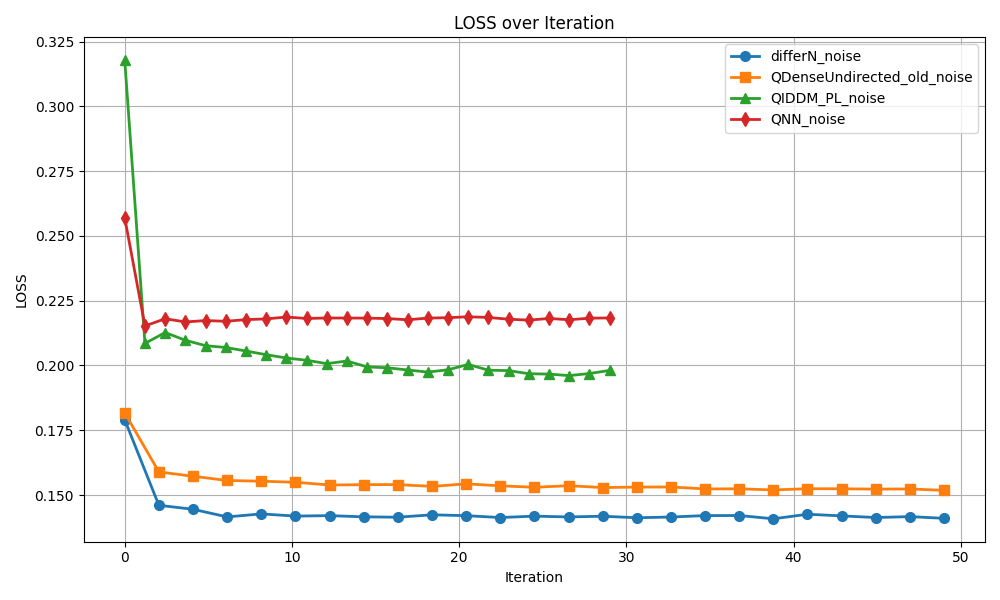 LOSS over Iteration
differN_noise
QDenseUndirected_old_noise
QIDDM_PL_noise
QNN_noise
LOSS
0.325
0.300
0.275
0.250
0.225
0.200
0.175
0.150
0 10 20 30 40 50
Iteration